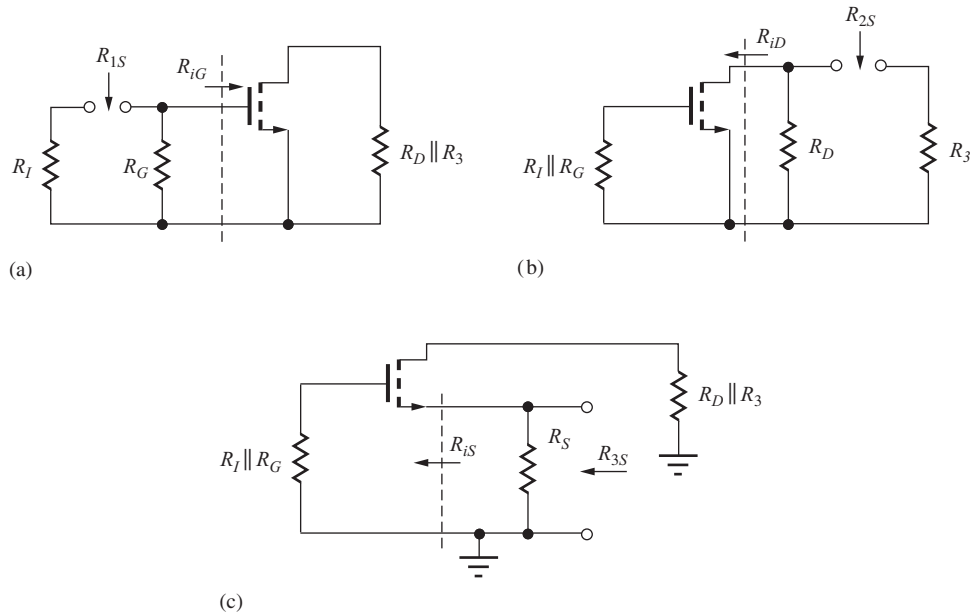 R1S
RiG
RI
RG
RD || R3
(a)
RiD
R2S
RI || RG
RD
R3
(b)
RI || RG
RiS
RS
R3S
RD || R3
(c)